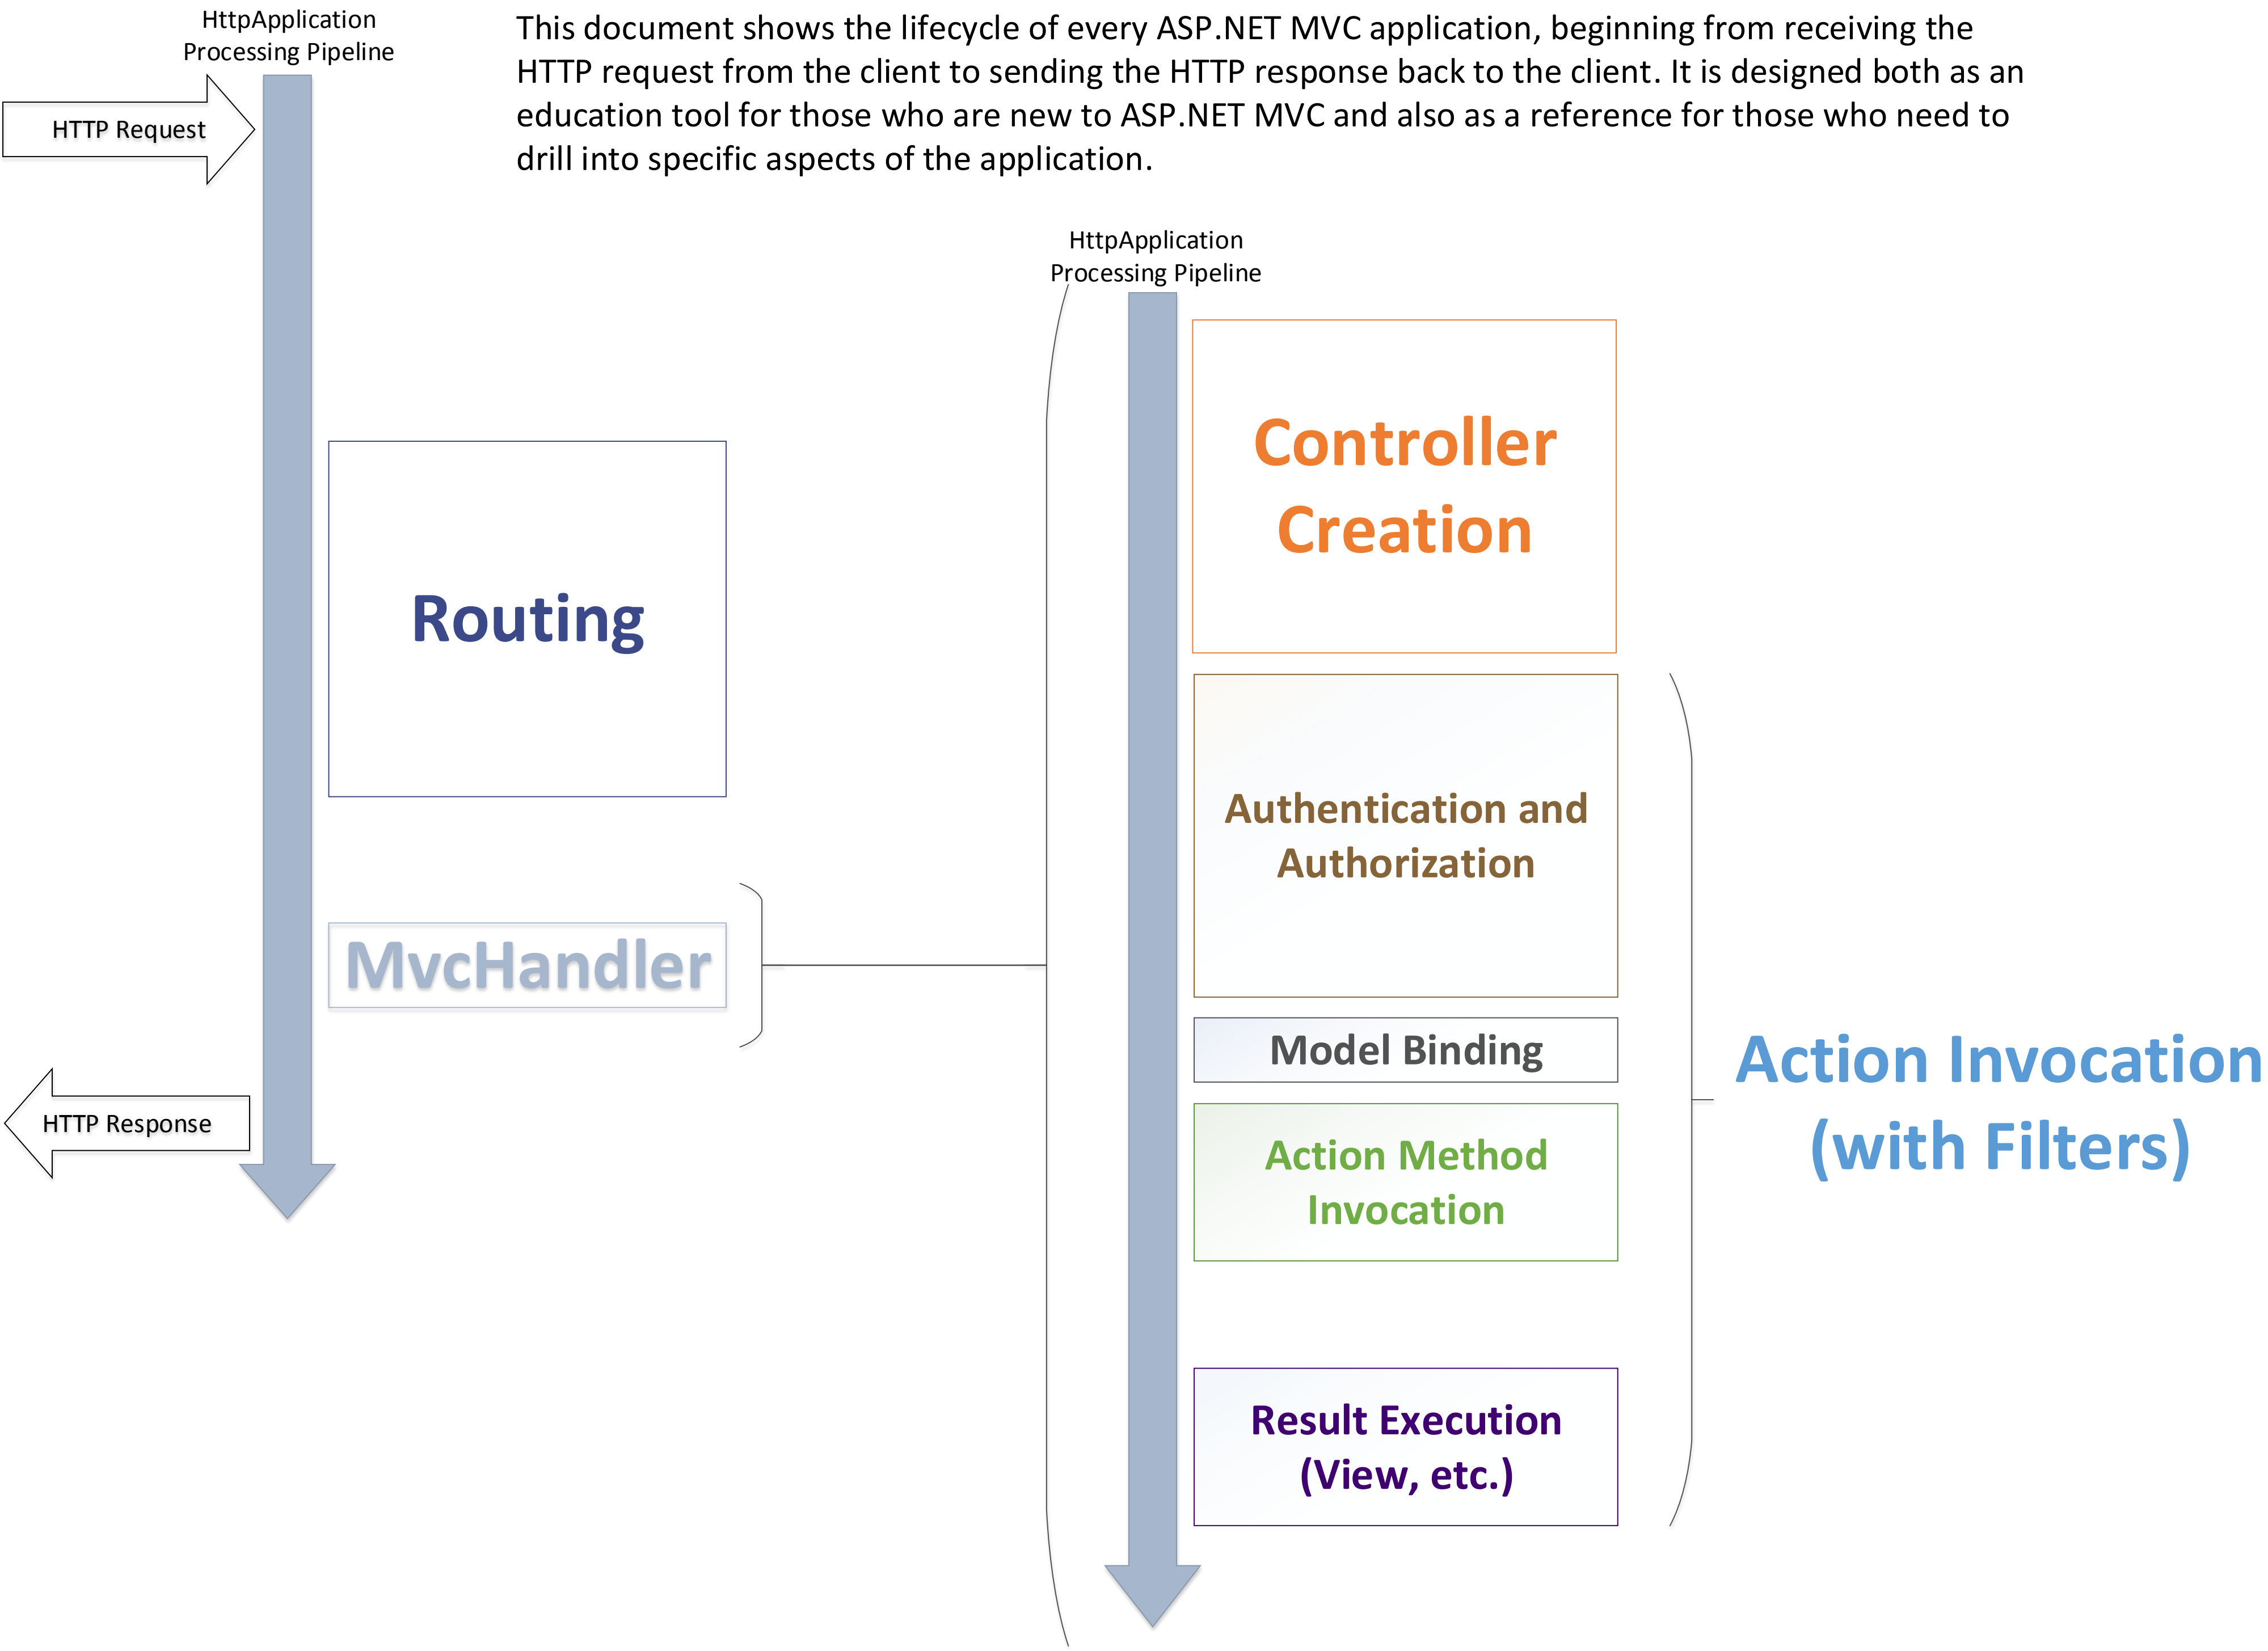 HttpApplication
Processing Pipeline
This document shows the lifecycle of every ASP.NET MVC application, beginning from receiving the
HTTP request from the client to sending the HTTP response back to the client. It is designed both as an
education tool for those who are new to ASP.NET MVC and also as a reference for those who need to
drill into specific aspects of the application.
HTTP Request
Routing
MvcHandler
HTTP Response
HttpApplication
Processing Pipeline
Controller
Creation
Authentication and
Authorization
Model Binding
Action Method
Invocation
Result Execution
(View, etc.)
Action Invocation
(with Filters)